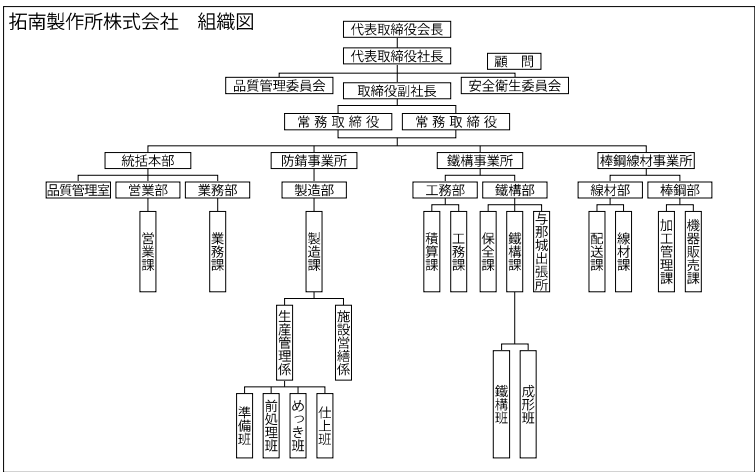 拓南製作所株式会社　組織図
代表取締役会長
代表取締役社長
顧　問
品質管理委員会
安全衛生委員会
取締役副社長
常 務 取 締 役
常 務 取 締 役
統括本部
防錆事業所
鐵構事業所
棒鋼線材事業所
品質管理室
営業部
業務部
製造部
工務部
鐵構部
線材部
棒鋼部
営業課
業務課
製造課
積算課
工務課
保全課
鐵構課
与那城出張所
配送課
線材課
加工管理課
機器販売課
生産管理係
施設営繕係
準備班
前処理班
めっき班
仕上班
鐵構班
成形班